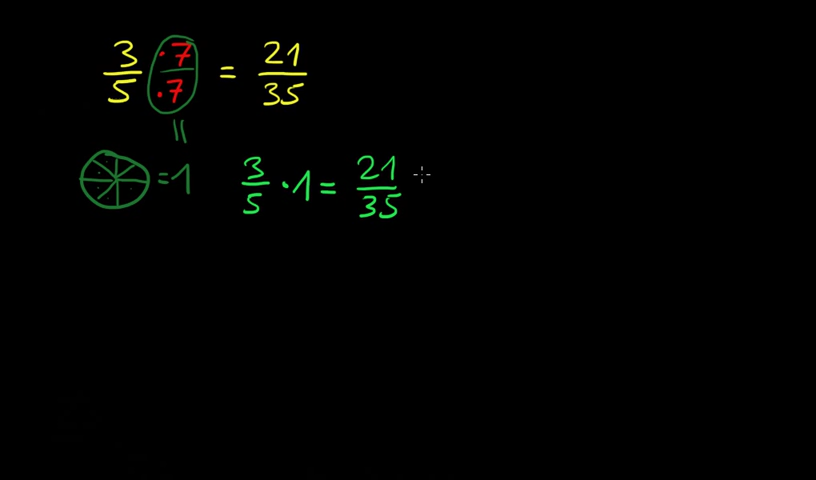 3/5 ·7/·7 = 21/35
=
=1 3/5 · 1 = 21/35